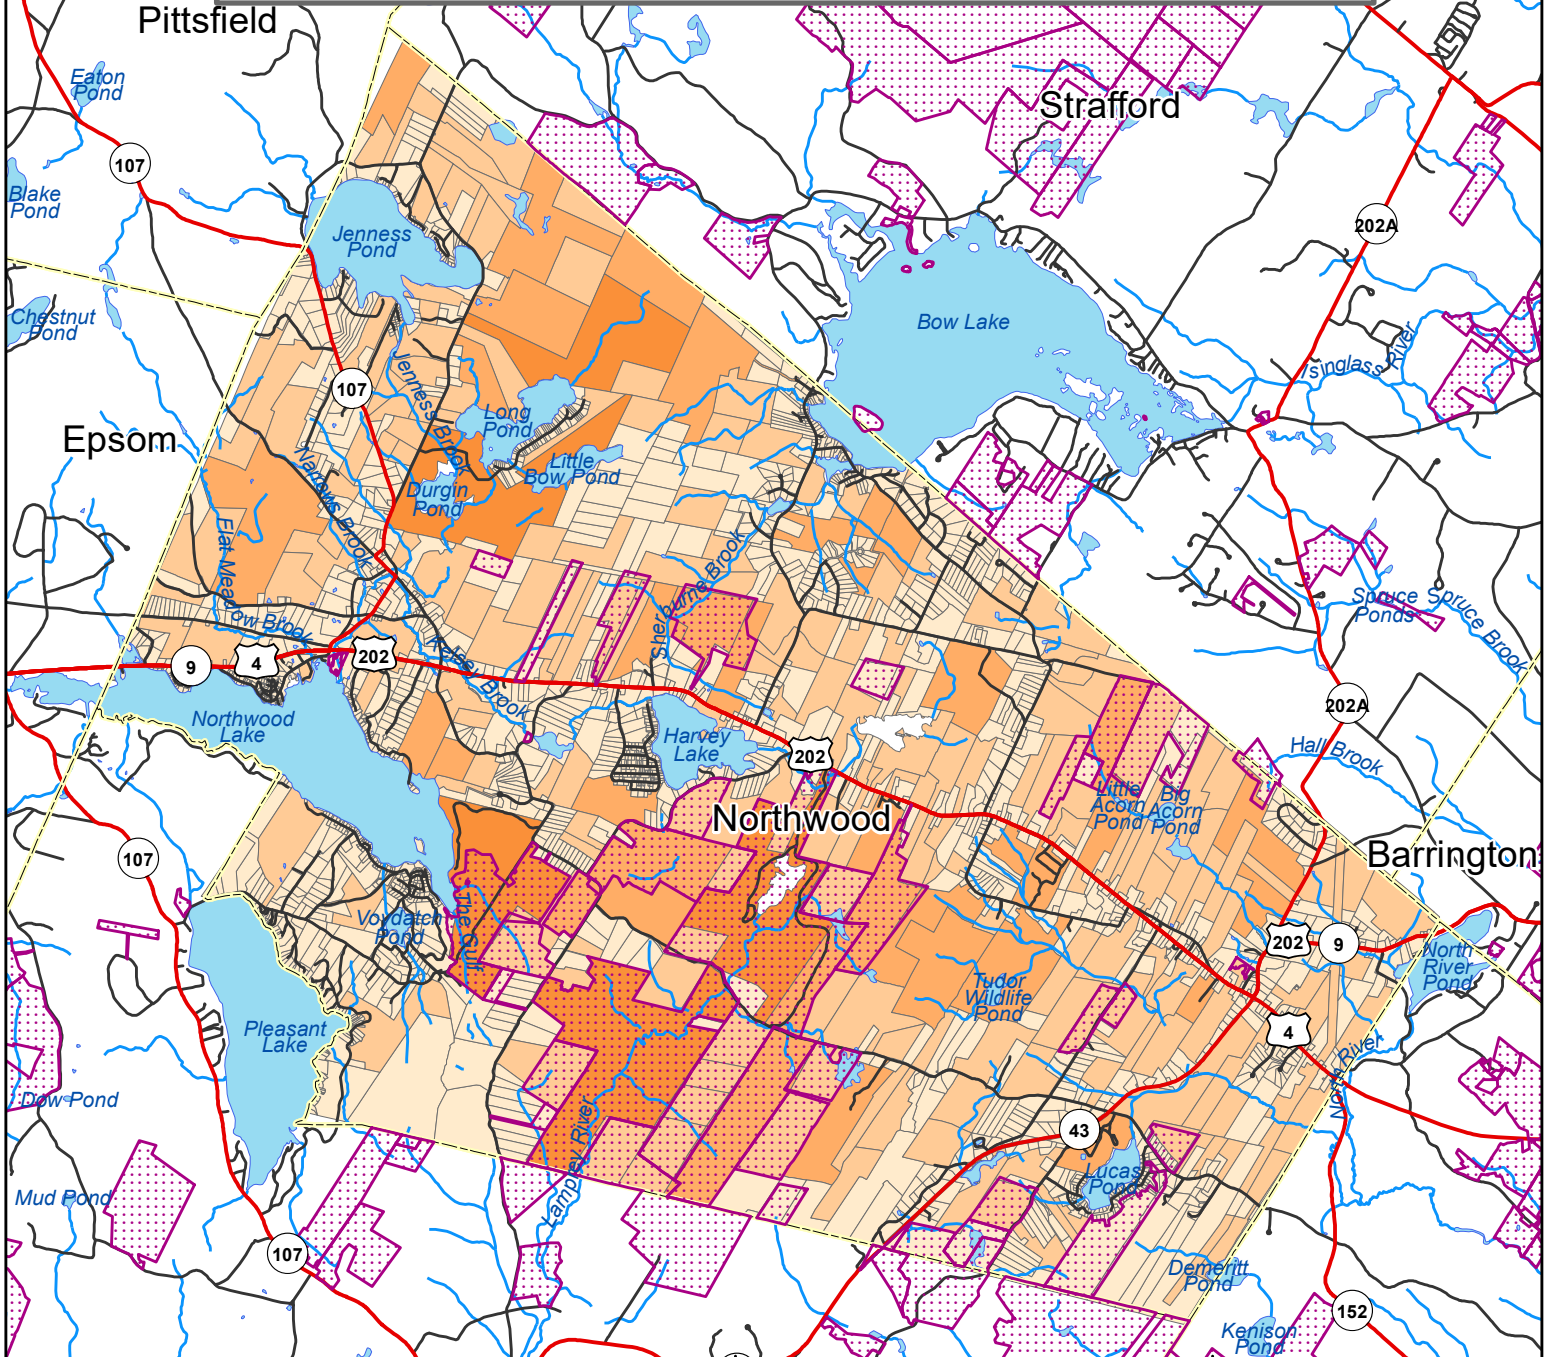 Pittsfield
Eaton
Pond
Strafford
107
Blake
Pond
202A
Jenness
Pond
Chestnut
Pond
Bow Lake
Isinglass River
107
Jenness Brook
Long
Pond
Epsom
Little
Bow Pond
Narrows Brook
Durgin
Pond
Flat Meadow Brook
Sherburne Brook
Spruce
Ponds
Spruce Brook
9
4
202
Kelsey Brook
202A
Northwood
Lake
Harvey
Lake
202
Hall Brook
Little
Acorn
Pond
Big
Acorn
Pond
Northwood
107
Barrington
Voydatch
Pond
The Gulf
202
9
North
River
Pond
Tudor
Wildlife
Pond
Pleasant
Lake
4
North River
Dow Pond
Lamprey River
43
Lucas
Pond
Mud Pond
107
Demeritt
Pond
152
Kenison
Pond